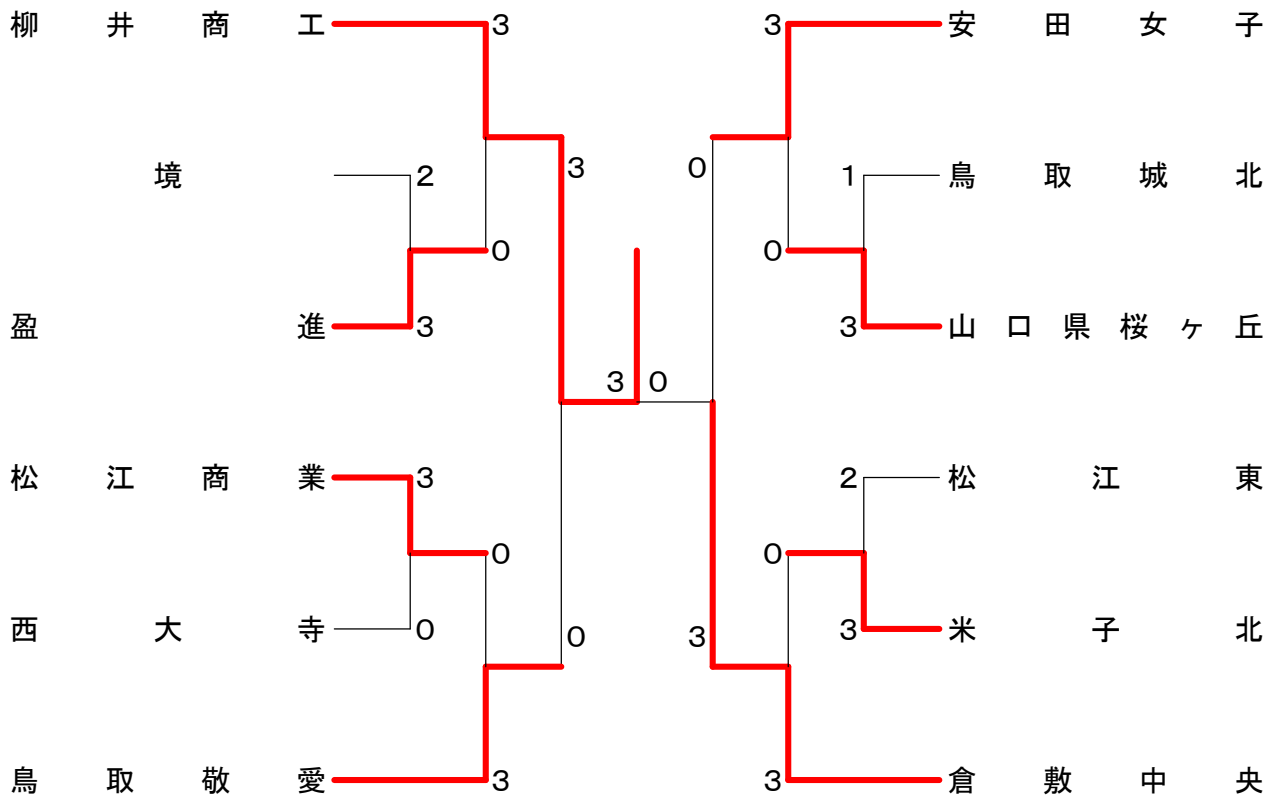 柳井商工 3 3 安田女子
境 2 3 0 1 鳥取城北
0 0
盈進 3 3 山口県桜ヶ丘
3 0
松江商業 3 2 松江東
0 0
西大寺 0 0 3 3 米子北
鳥取敬愛 3 3 倉敷中央